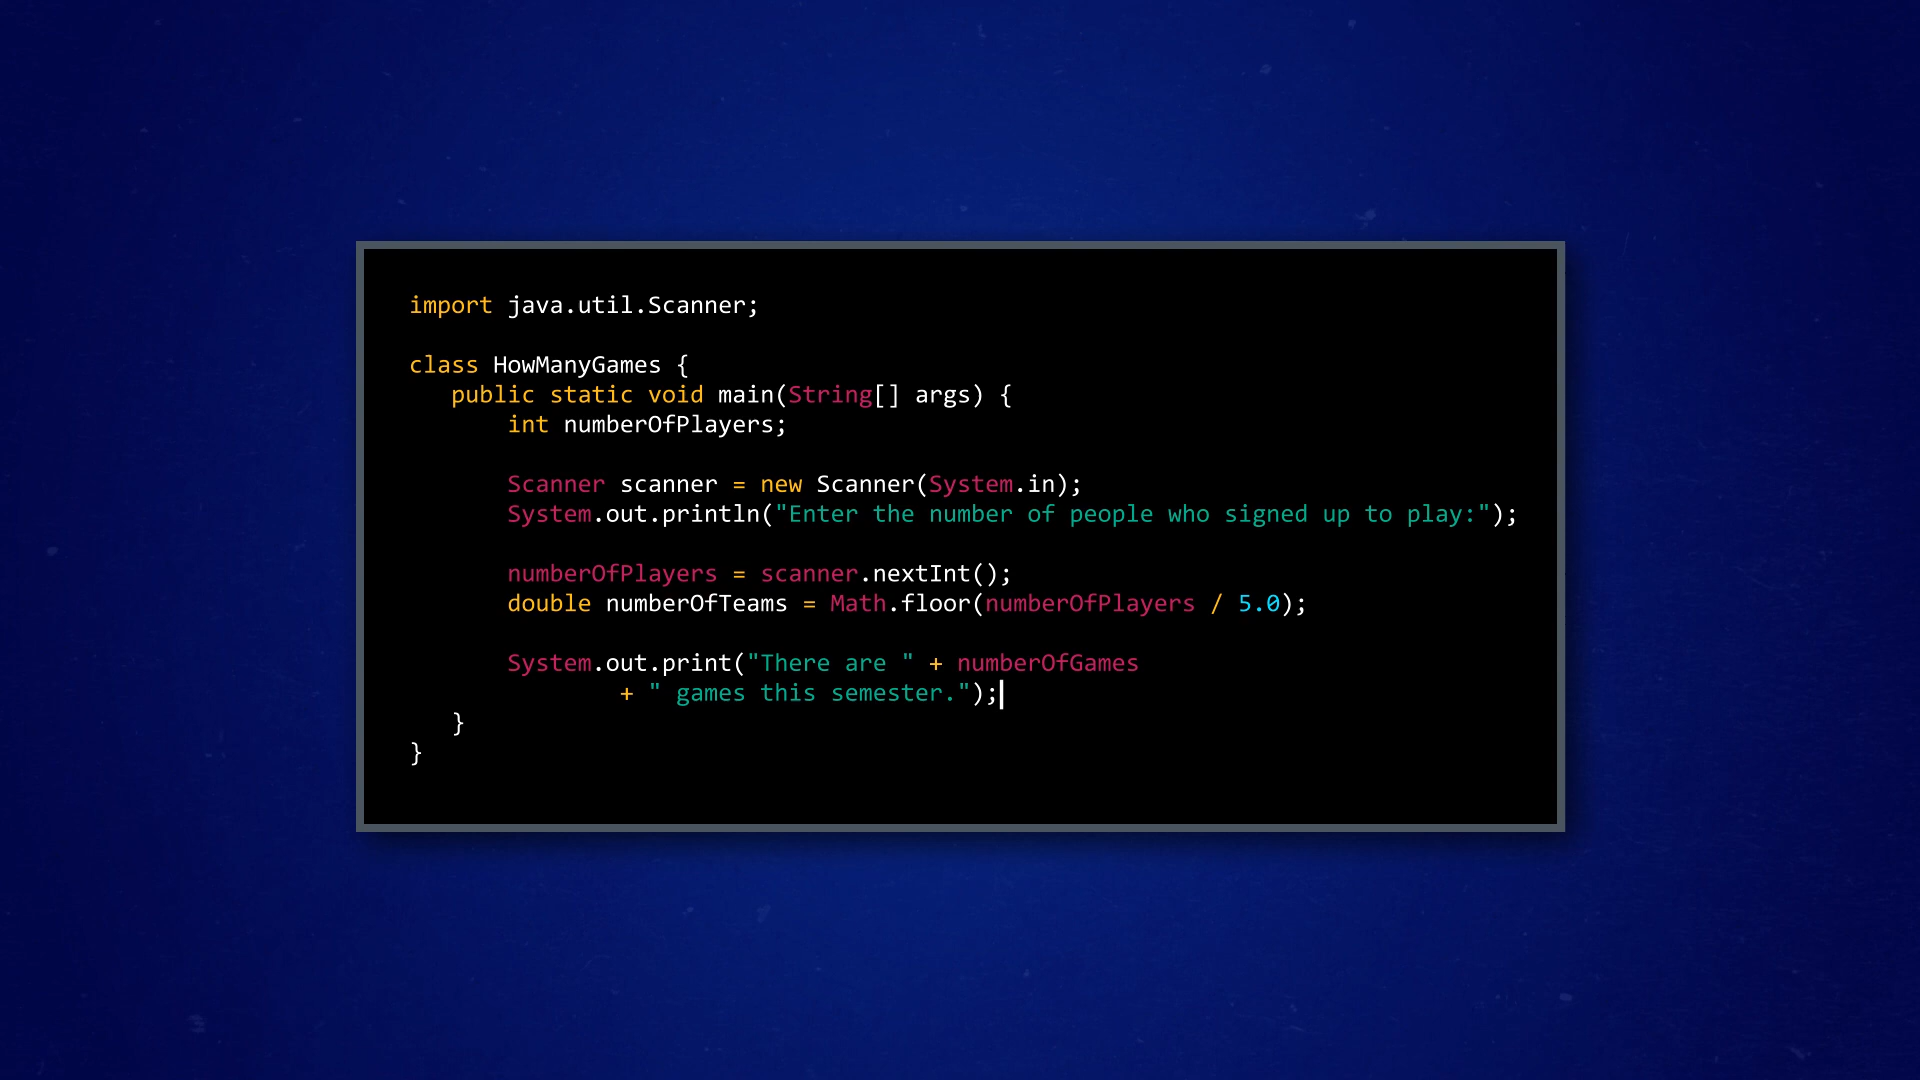 import java.util.Scanner;
class HowManyGames {
public static void main(String[] args) {
int numberOfPlayers;
Scanner scanner = new Scanner(System.in);
System.out.println("Enter the number of people who signed up to play:");
numberOfPlayers = scanner.nextInt();
double numberOfTeams = Math.floor(numberOfPlayers / 5.0);
System.out.print("There are " + numberOfGames
+ " games this semester.");
}
}